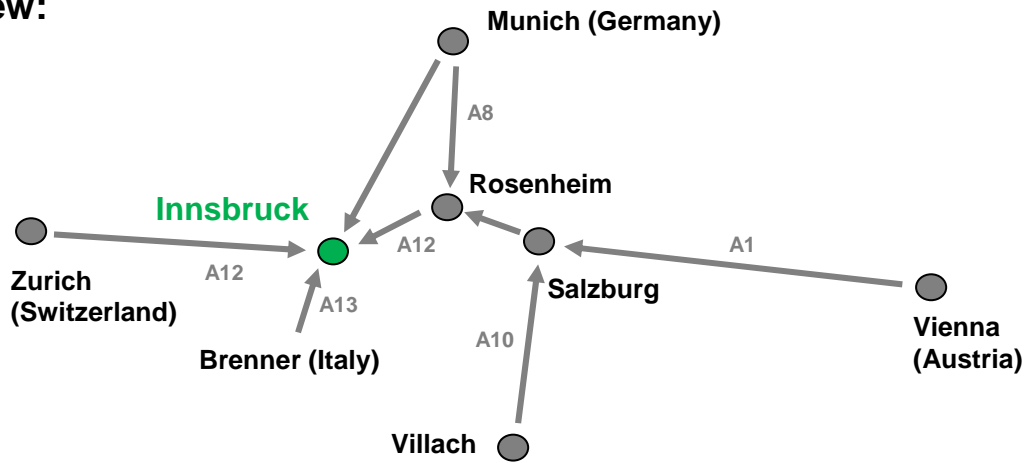 ew:
Munich (Germany)
A8
Rosenheim
Innsbruck
A12
A1
Zurich
(Switzerland)
A12
A13
Salzburg
Vienna
(Austria)
Brenner (Italy)
A10
Villach